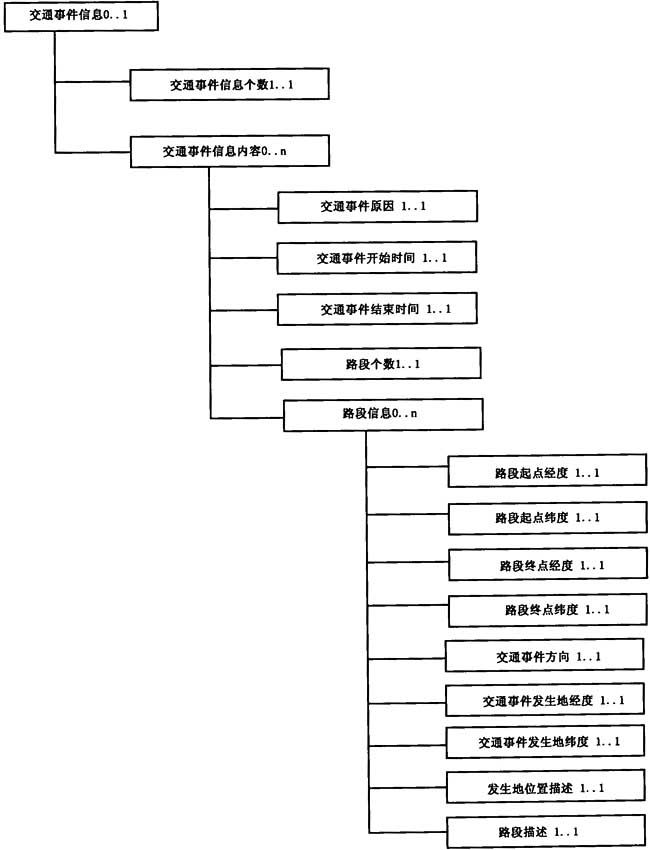 交通事件信息0..1
交通事件信息个数1..1
交通事件信息内容0..n
交通事件原因 1..1
交通事件开始时间 1..1
交通事件结束时间 1..1
路段个数1..1
路段信息0..n
路段起点经度 1..1
路段起点纬度 1..1
路段终点经度 1..1
路段终点纬度 1..1
交通事件方向 1..1
交通事件发生地经度 1..1
交通事件发生地纬度 1..1
发生地位置描述 1..1
路段描述 1..1